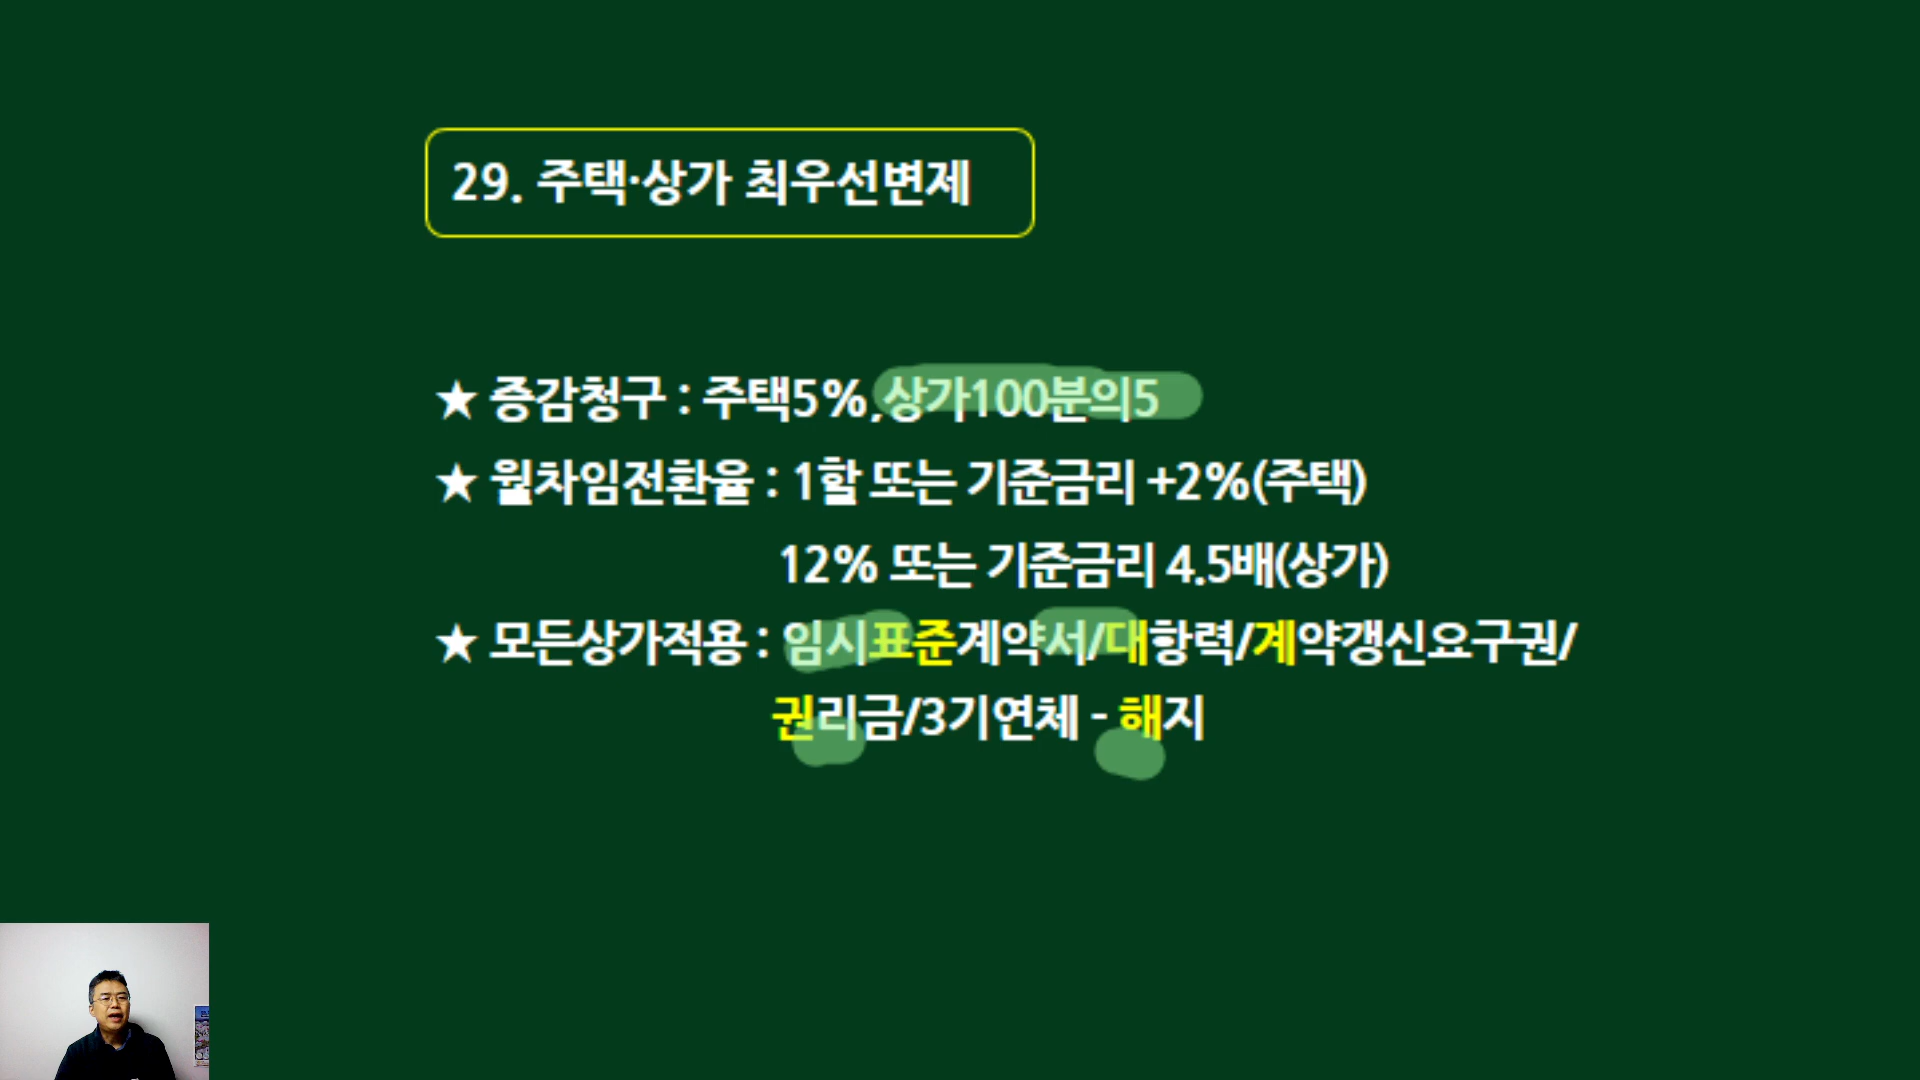 29. 주택·상가 최우선변제
★ 증감청구 : 주택5%,상가100분의5
★ 월차임전환율 : 1할 또는 기준금리 +2%(주택)
12% 또는 기준금리 4.5배(상가)
★ 모든상가적용 : 임시표준계약서/대항력/계약갱신요구권/
권리금/3기연체 - 해지